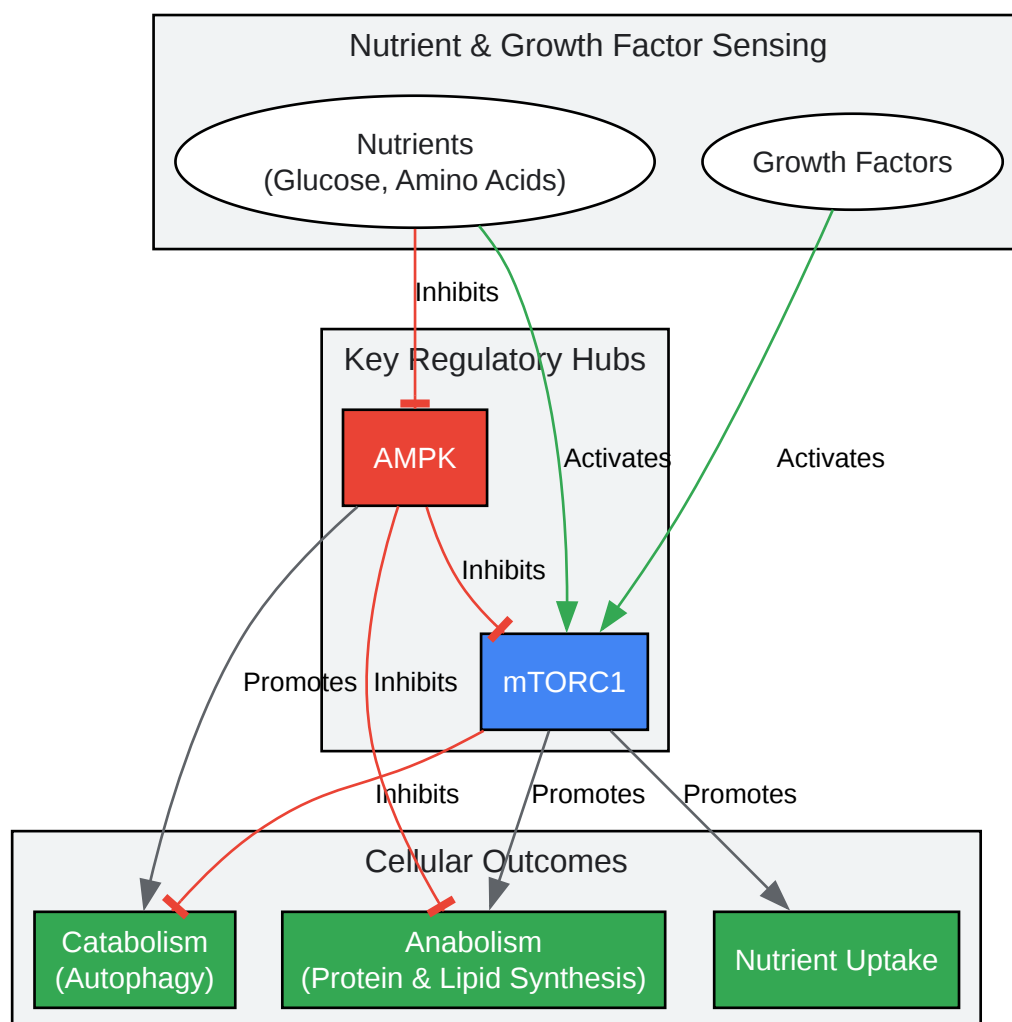 Nutrient & Growth Factor Sensing
Nutrients
(Glucose, Amino Acids)
Growth Factors
Inhibits
Key Regulatory Hubs
AMPK
Activates
Activates
Inhibits
Promotes
Inhibits
mTORC1
Inhibits
Promotes
Promotes
Cellular Outcomes
Catabolism
(Autophagy)
Anabolism
(Protein & Lipid Synthesis)
Nutrient Uptake